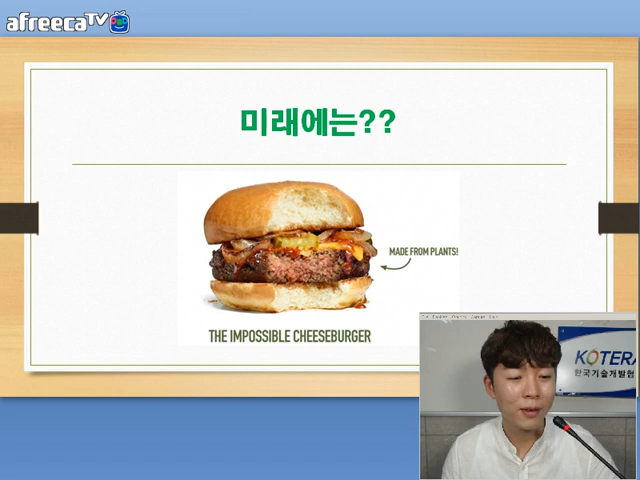 afreecaTV
미래에는??
MADE FROM PLANTS!
THE IMPOSSIBLE CHEESEBURGER
KOTERA
한국기술개발협